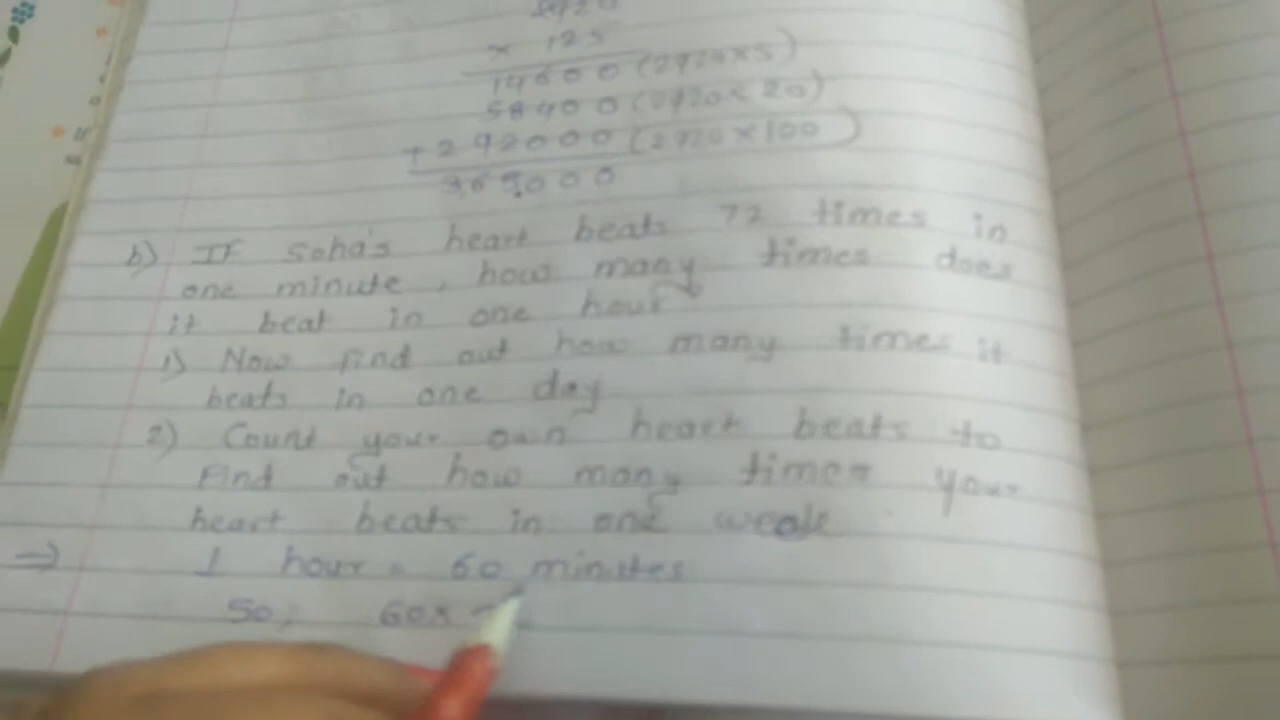 2920
× 125
14600 (2920×5)
58400 (2920×20)
+292000 (2920×100)
365000
b) If Soha's heart beats 72 times in
one minute, how many times does
it beat in one hour
1) Now find out how many times it
beats in one day
2) Count your own heart beats to
Find out how many times your
heart beats in one week
⇒ 1 hour = 60 minutes
So, 60×